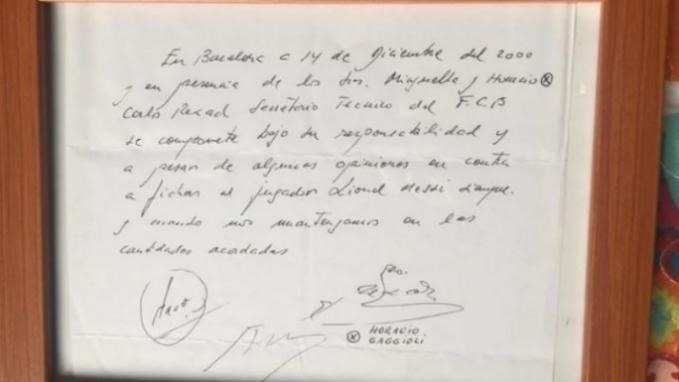 En Barcelona a 14 de Diciembre del 2000
y en presencia de los Srs. Minguella y Horacio
Carlos Rexach Secretario Técnico del F.C.B
se compromete bajo su responsabilidad y
a pesar de algunas opiniones en contra
a fichar al jugador Lionel Messi siempre
y cuando nos mantengamos en las
cantidades acordadas
HORACIO
GAGGIOLI